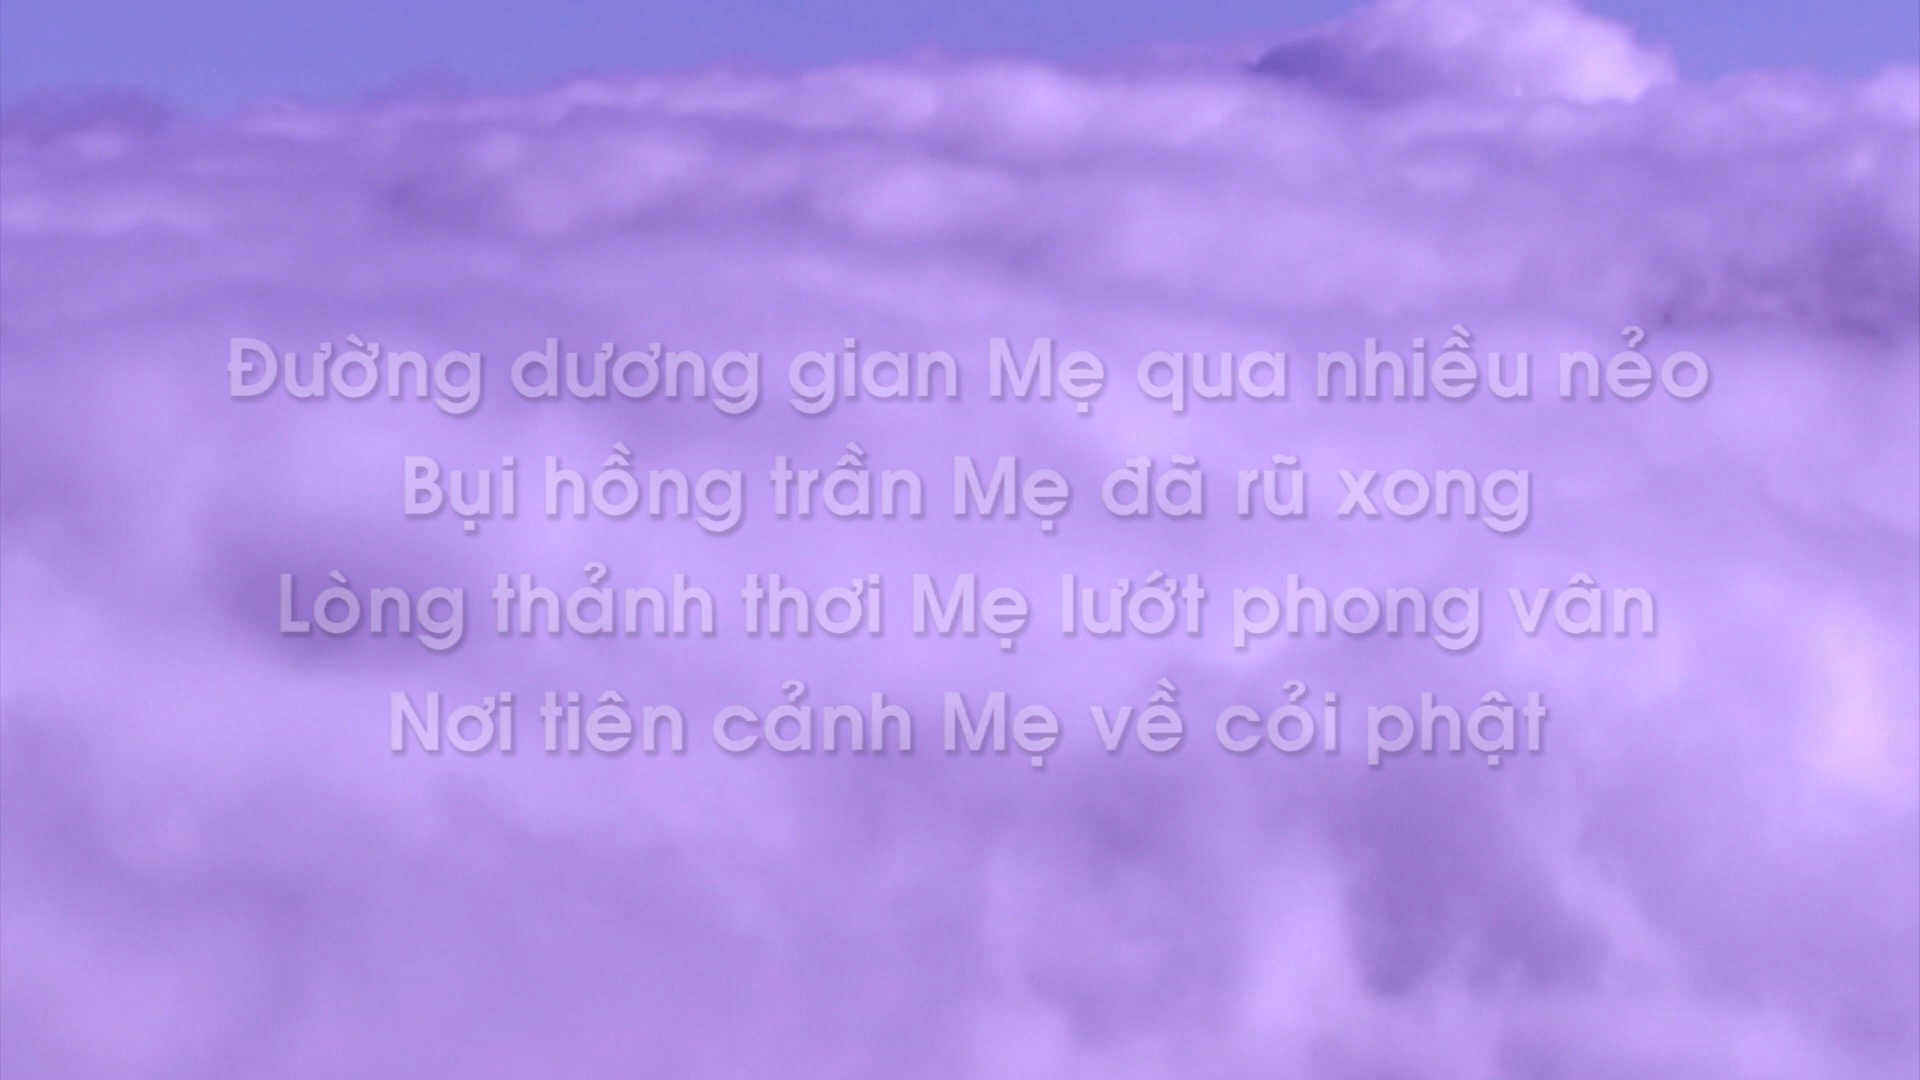 Đường dương gian Mẹ qua nhiều nẻo
Bụi hồng trần Mẹ đã rũ xong
Lòng thảnh thơi Mẹ lướt phong vân
Nơi tiên cảnh Mẹ về cỏi phật